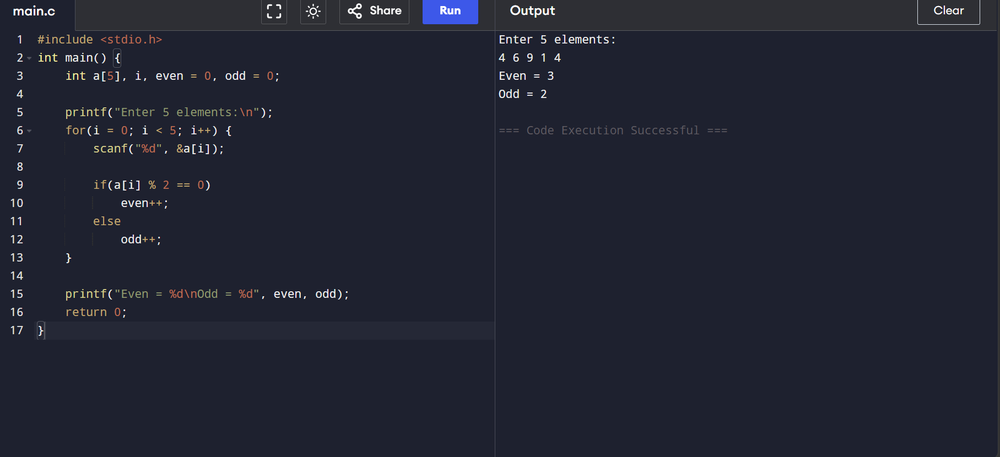 main.c
Share
Run
Output
Clear
1 #include <stdio.h>
2 int main() {
3     int a[5], i, even = 0, odd = 0;
4
5     printf("Enter 5 elements:\n");
6     for(i = 0; i < 5; i++) {
7         scanf("%d", &a[i]);
8
9         if(a[i] % 2 == 0)
10             even++;
11         else
12             odd++;
13     }
14
15     printf("Even = %d\nOdd = %d", even, odd);
16     return 0;
17 }
Enter 5 elements:
4 6 9 1 4
Even = 3
Odd = 2
=== Code Execution Successful ===